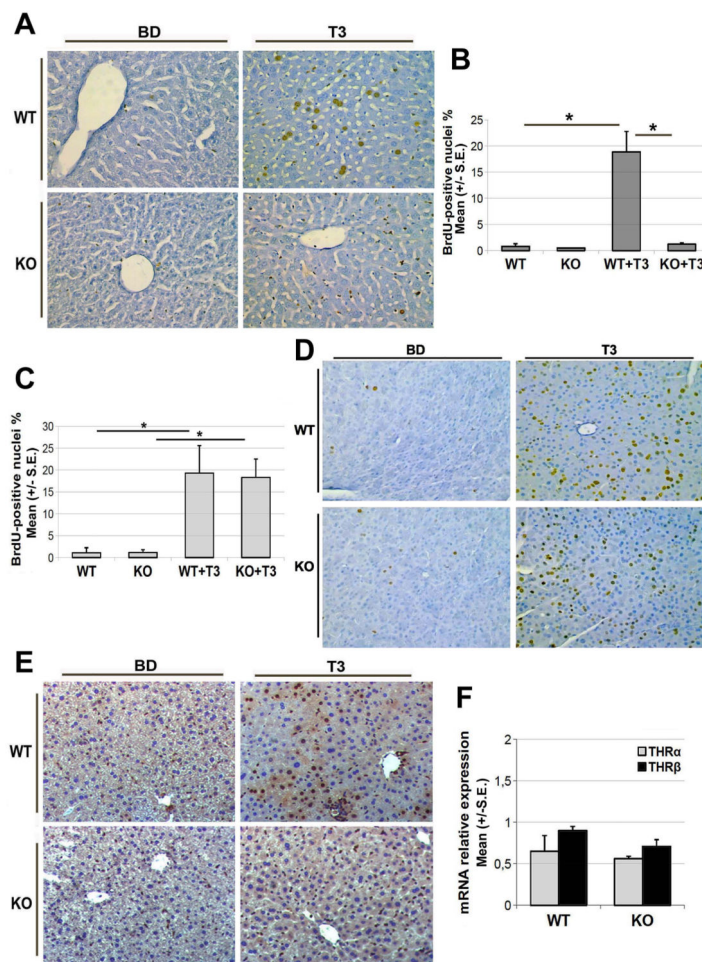 A
BD
T3
WT
KO
B
BrdU-positive nuclei %
Mean (+/- S.E.)
25
20
15
10
5
0
*
*
WT
KO
WT+T3
KO+T3
C
BrdU-positive nuclei %
Mean (+/- S.E.)
30
25
20
15
10
5
0
*
*
WT
KO
WT+T3
KO+T3
D
BD
T3
WT
KO
E
BD
T3
WT
KO
F
mRNA relative expression
Mean (+/-S.E.)
2
1,5
1
0,5
0
THRα
THRβ
WT
KO